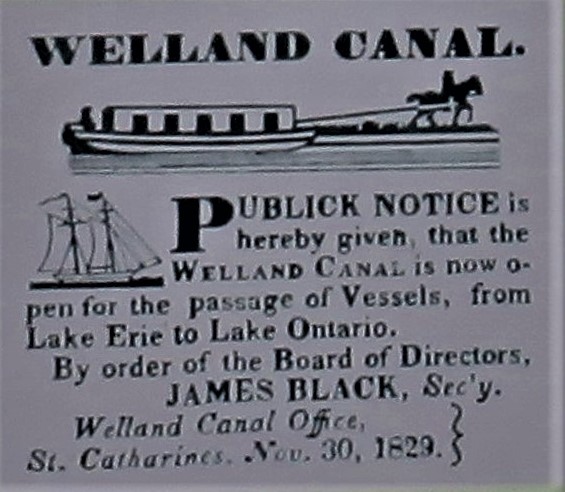 WELLAND CANAL.
PUBLICK NOTICE is
hereby given, that the
WELLAND CANAL is now o-
pen for the passage of Vessels, from
Lake Erie to Lake Ontario.
By order of the Board of Directors,
JAMES BLACK, Sec'y.
Welland Canal Office,
St. Catharines. Nov. 30, 1829.